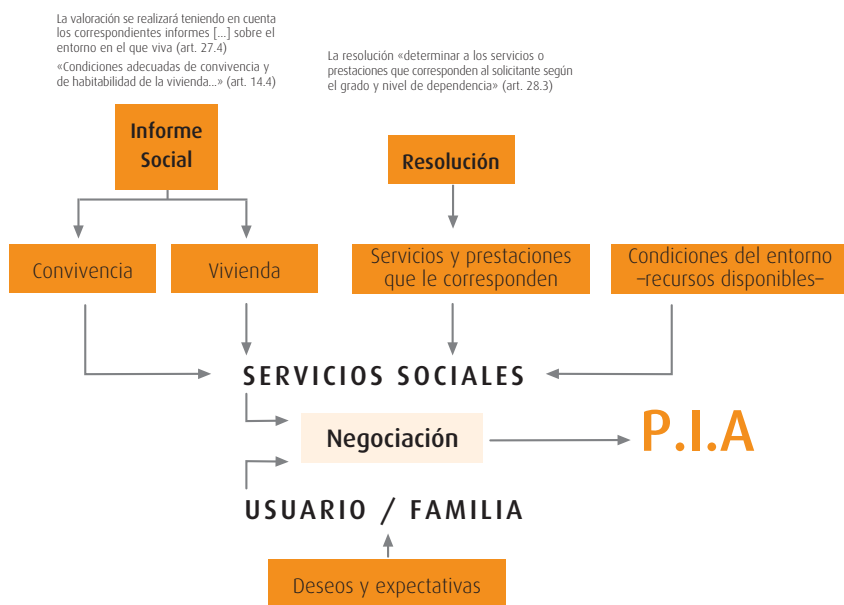 La valoración se realizará teniendo en cuenta
los correspondientes informes [...] sobre el
entorno en el que viva (art. 27.4)
«Condiciones adecuadas de convivencia y
de habitabilidad de la vivienda...» (art. 14.4)
La resolución «determinar a los servicios o
prestaciones que corresponden al solicitante según
el grado y nivel de dependencia» (art. 28.3)
Informe
Social
Resolución
Convivencia
Vivienda
Servicios y prestaciones
que le corresponden
Condiciones del entorno
–recursos disponibles–
SERVICIOS SOCIALES
Negociación
P.I.A
USUARIO / FAMILIA
Deseos y expectativas